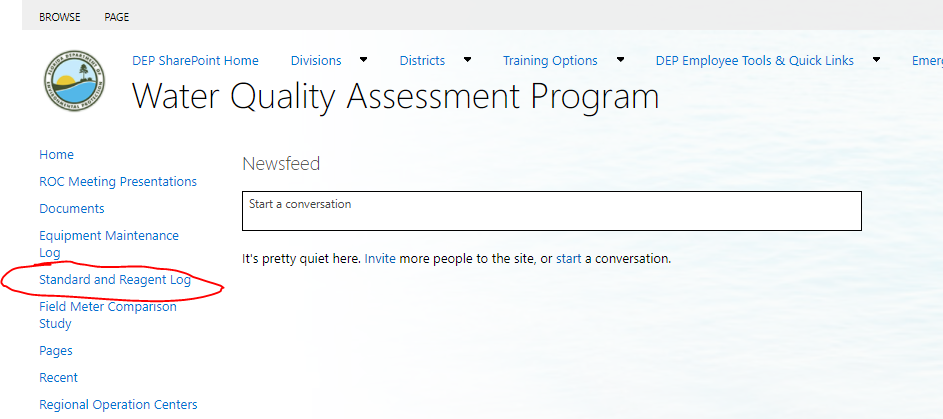 BROWSE PAGE
DEP SharePoint Home Divisions Districts Training Options DEP Employee Tools & Quick Links Emerg
Water Quality Assessment Program
Home
ROC Meeting Presentations
Documents
Equipment Maintenance
Log
Standard and Reagent Log
Field Meter Comparison
Study
Pages
Recent
Regional Operation Centers
Newsfeed
Start a conversation
It's pretty quiet here. Invite more people to the site, or start a conversation.